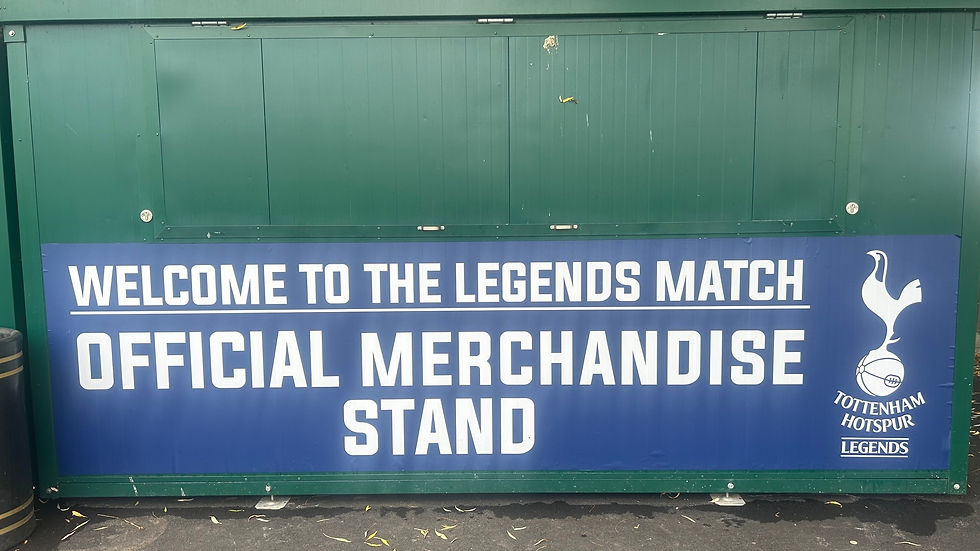 WELCOME TO THE LEGENDS MATCH
OFFICIAL MERCHANDISE
STAND
TOTTENHAM
HOTSPUR
LEGENDS